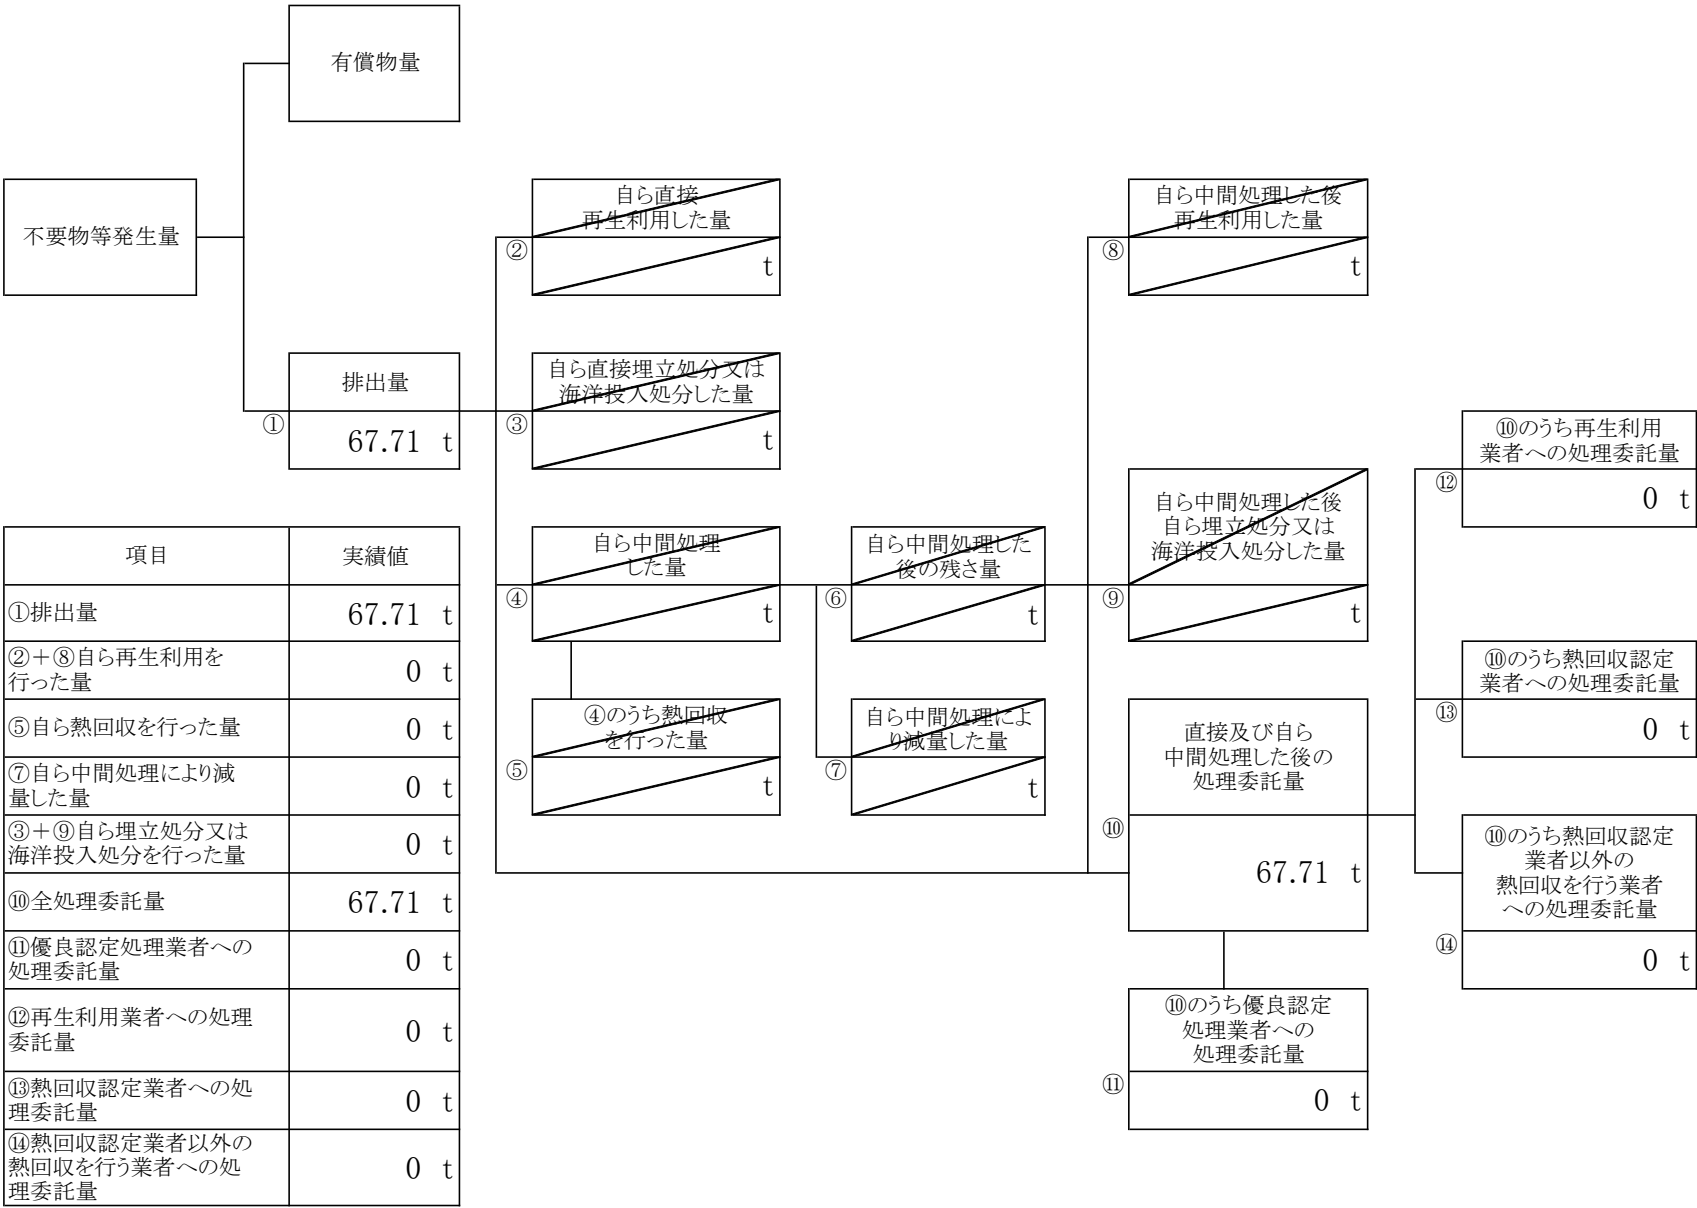 有償物量
不要物等発生量
自ら直接
再生利用した量
②
t
自ら中間処理した後
再生利用した量
⑧
t
排出量
①
67.71 t
自ら直接埋立処分又は
海洋投入処分した量
③
t
⑩のうち再生利用
業者への処理委託量
⑫
0 t
自ら中間処理
した量
④
t
自ら中間処理した
後の残さ量
⑥
t
自ら中間処理した後
自ら埋立処分又は
海洋投入処分した量
⑨
t
⑩のうち熱回収認定
業者への処理委託量
⑬
0 t
④のうち熱回収
を行った量
⑤
t
自ら中間処理によ
り減量した量
⑦
t
直接及び自ら
中間処理した後の
処理委託量
⑩
67.71 t
⑩のうち熱回収認定
業者以外の
熱回収を行う業者
への処理委託量
⑭
0 t
⑩のうち優良認定
処理業者への
処理委託量
⑪
0 t
項目 実績値
①排出量 67.71 t
②＋⑧自ら再生利用を
行った量 0 t
⑤自ら熱回収を行った量 0 t
⑦自ら中間処理により減
量した量 0 t
③＋⑨自ら埋立処分又は
海洋投入処分を行った量 0 t
⑩全処理委託量 67.71 t
⑪優良認定処理業者への
処理委託量 0 t
⑫再生利用業者への処理
委託量 0 t
⑬熱回収認定業者への処
理委託量 0 t
⑭熱回収認定業者以外の
熱回収を行う業者への処
理委託量 0 t